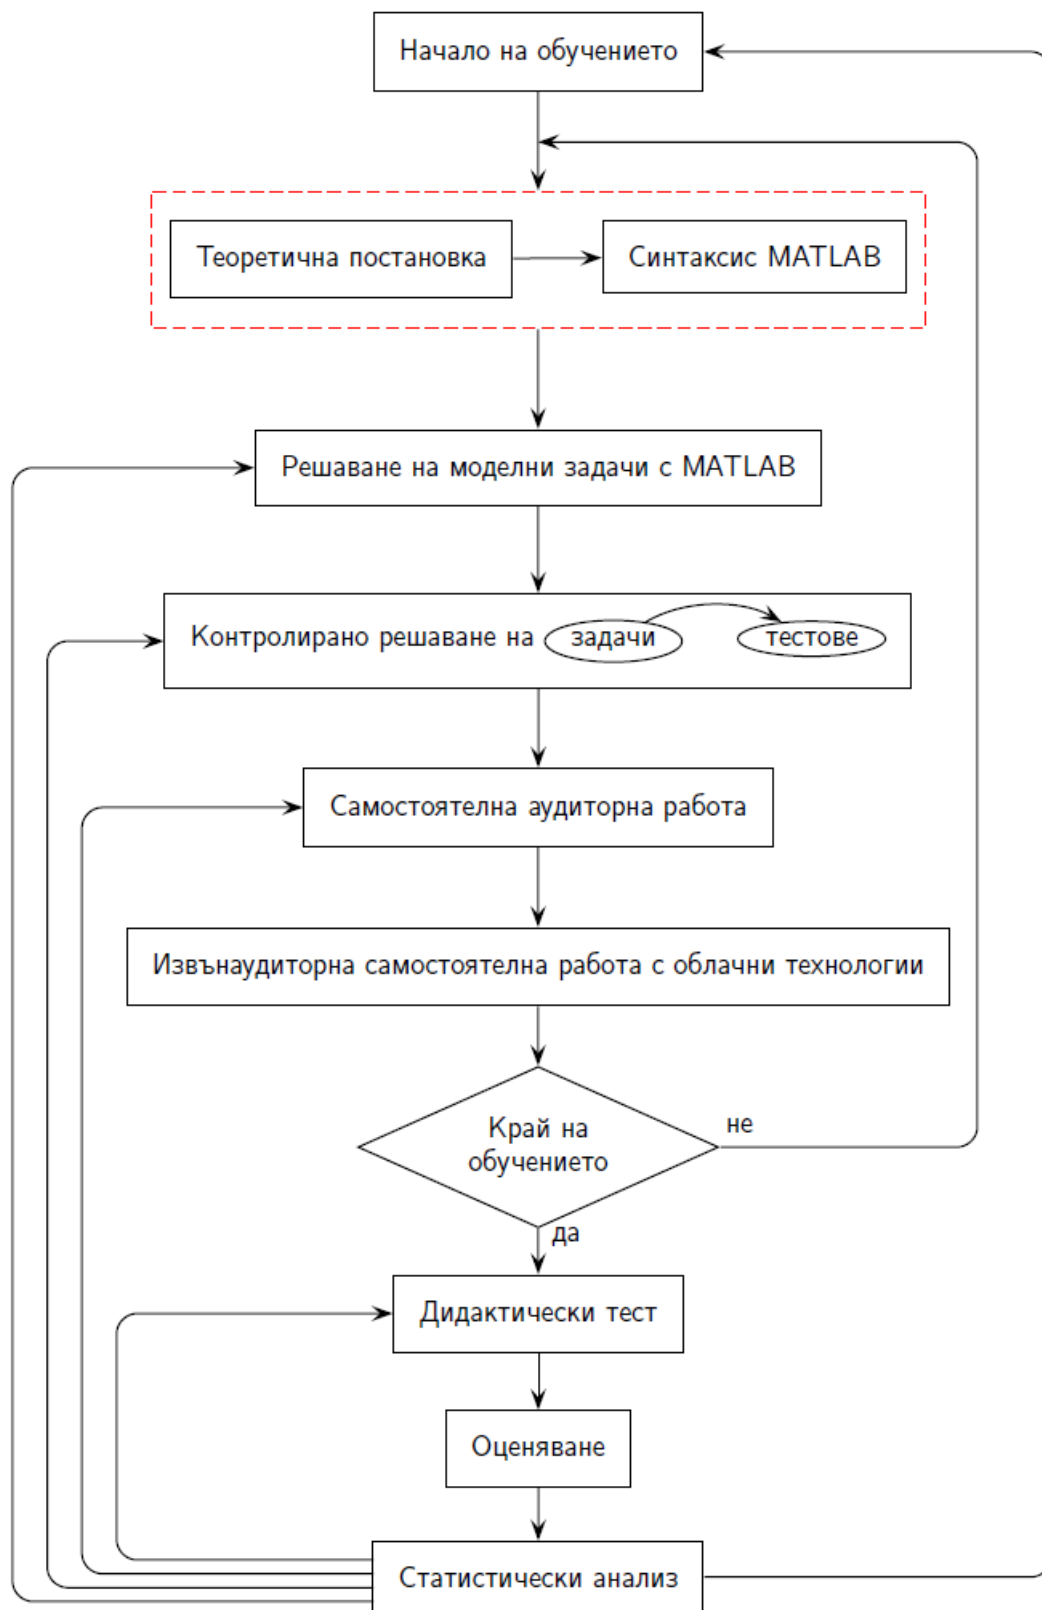 Начало на обучението
Теоретична постановка
Синтаксис MATLAB
Решаване на моделни задачи с MATLAB
Контролирано решаване на задачи тестове
Самостоятелна аудиторна работа
Извънаудиторна самостоятелна работа с облачни технологии
Край на
обучението
не
да
Дидактически тест
Оценяване
Статистически анализ